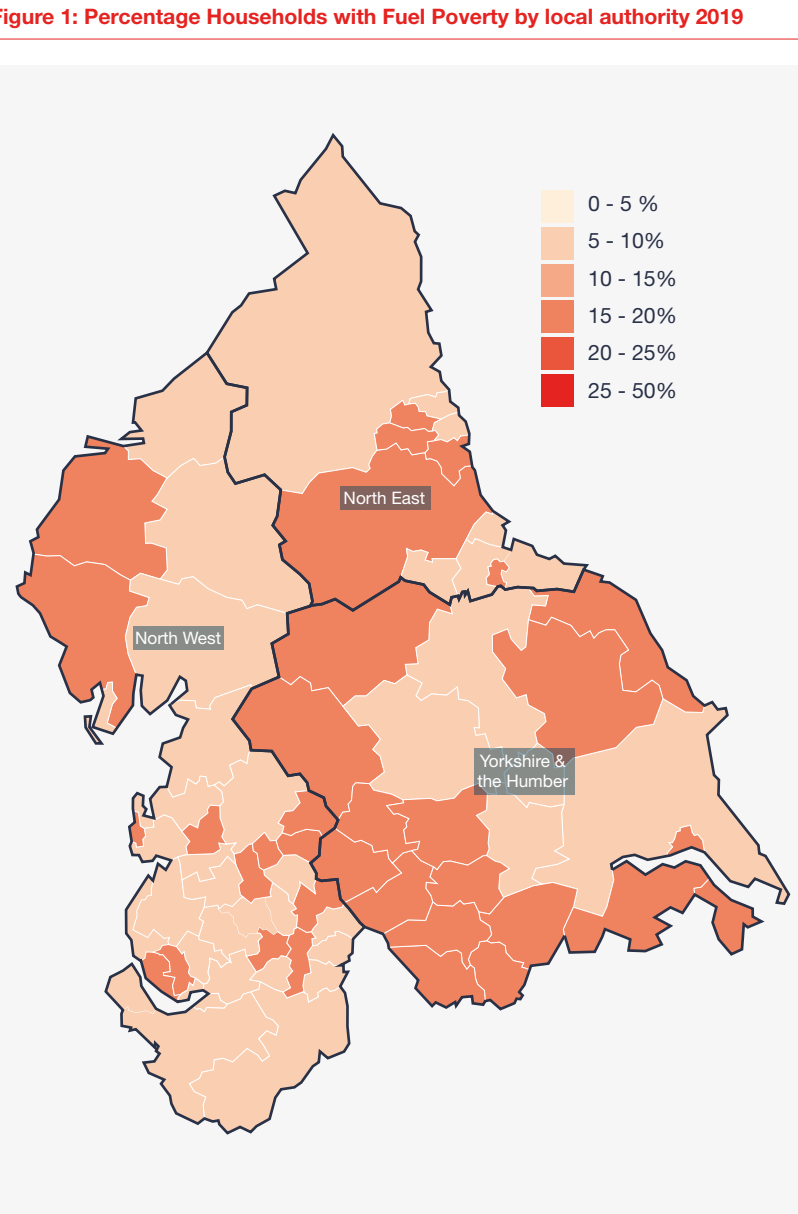 igure 1: Percentage Households with Fuel Poverty by local authority 2019
0 - 5 %
5 - 10%
10 - 15%
15 - 20%
20 - 25%
25 - 50%
North East
North West
Yorkshire &
the Humber